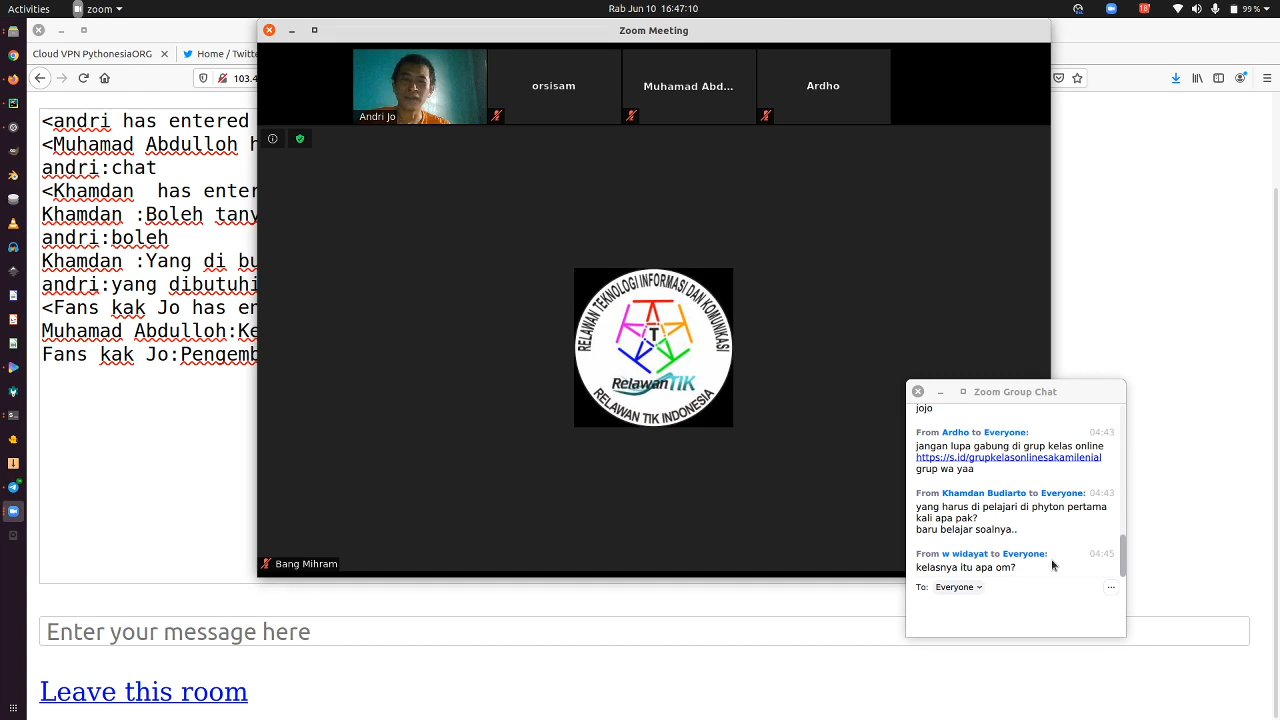 Activities
zoom
Rab Jun 10 16:47:10
18
99 %
Cloud VPN PythonesiaORG
Home / Twitte
Zoom Meeting
103.4
Andri Jo
orsisam
Muhamad Abd...
Ardho
<andri has entered
<Muhamad Abdulloh h
andri:chat
<Khamdan has enter
Khamdan :Boleh tany
andri:boleh
Khamdan :Yang di bu
andri:yang dibutuhi
<Fans kak Jo has en
Muhamad Abdulloh:Ke
Fans kak Jo:Pengemb
RELAWAN TEKNOLOGI INFORMASI DAN KOMUNIKASI
T
RelawanTIK
RELAWAN TIK INDONESIA
Bang Mihram
Zoom Group Chat
jojo
From Ardho to Everyone: 04:43
jangan lupa gabung di grup kelas online
https://s.id/grupkelasonlinesakamilenial
grup wa yaa
From Khamdan Budiarto to Everyone: 04:43
yang harus di pelajari di phyton pertama
kali apa pak?
baru belajar soalnya..
From w widayat to Everyone: 04:45
kelasnya itu apa om?
To: Everyone
Enter your message here
Leave this room